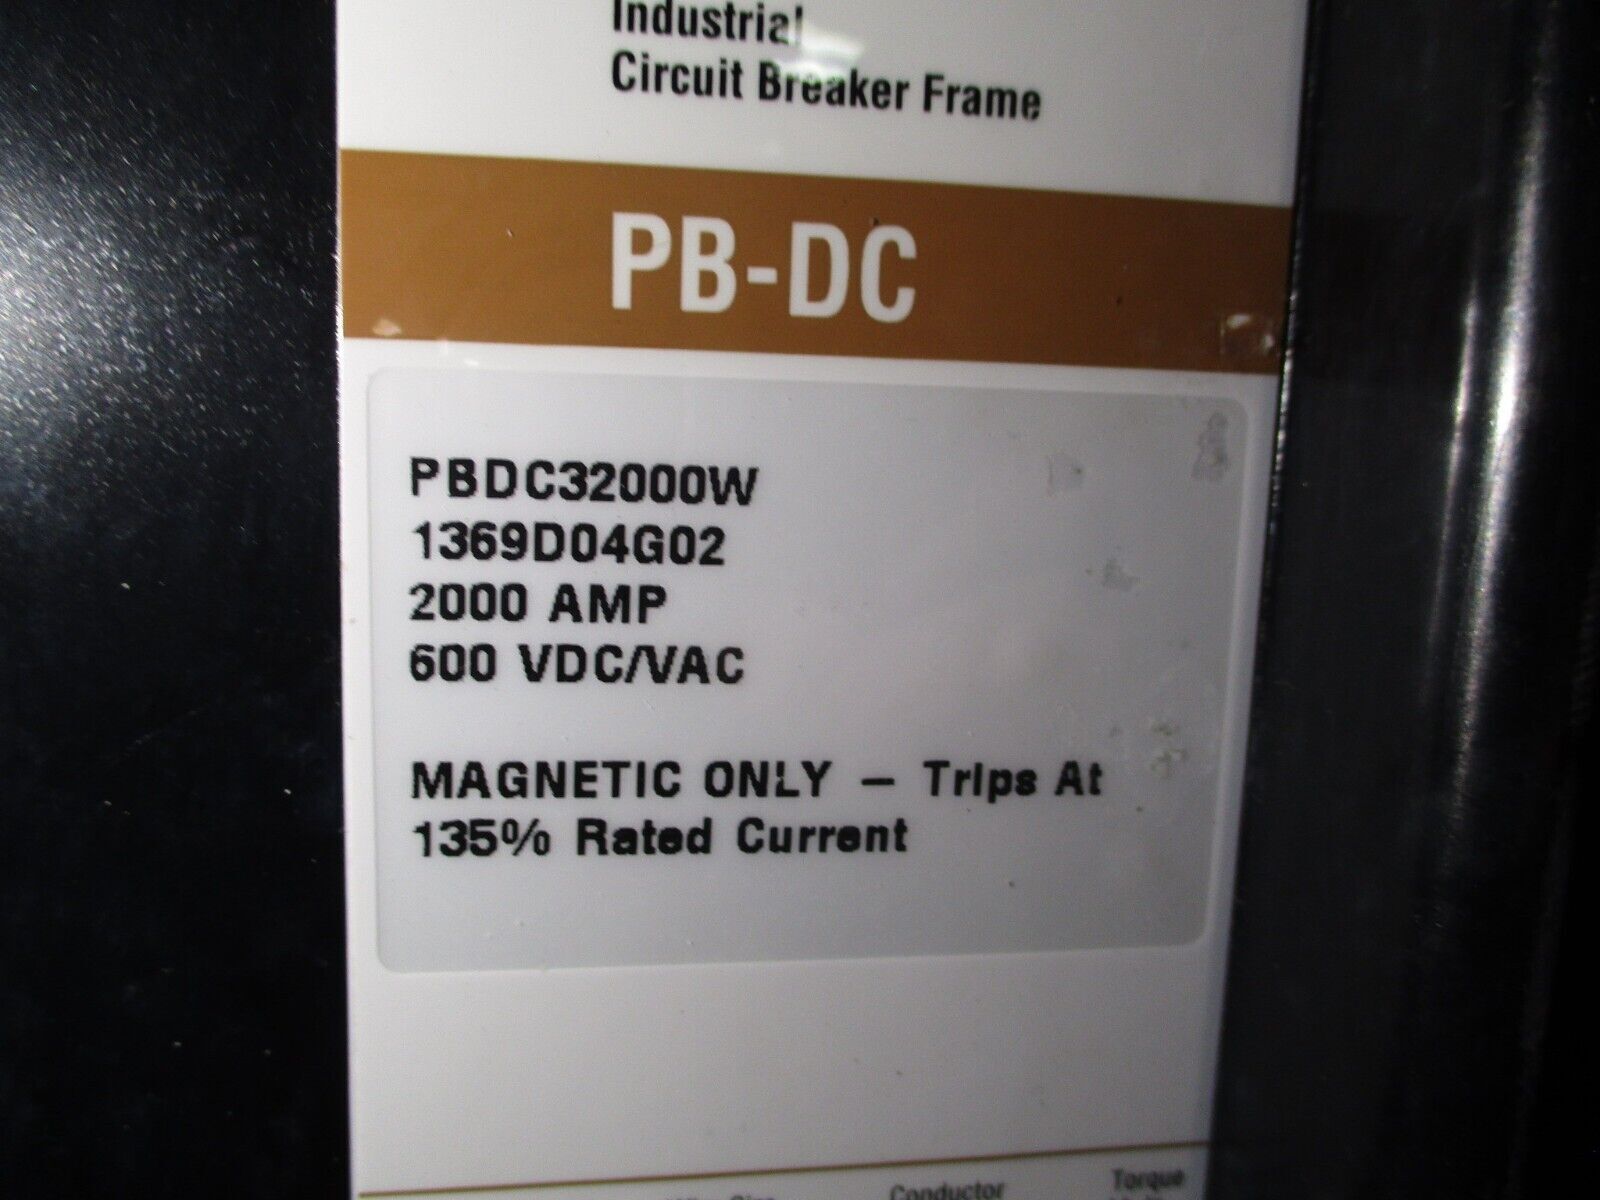 Industrial
Circuit Breaker Frame
PB-DC
PBDC32000W
1369D04G02
2000 AMP
600 VDC/VAC
MAGNETIC ONLY – Trips At
135% Rated Current
Conductor
Torque